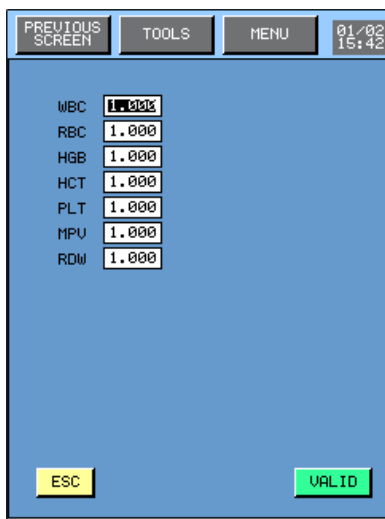 PREVIOUS SCREEN
TOOLS
MENU
01/02
15:42
WBC 1.000
RBC 1.000
HGB 1.000
HCT 1.000
PLT 1.000
MPV 1.000
RDW 1.000
ESC
VALID